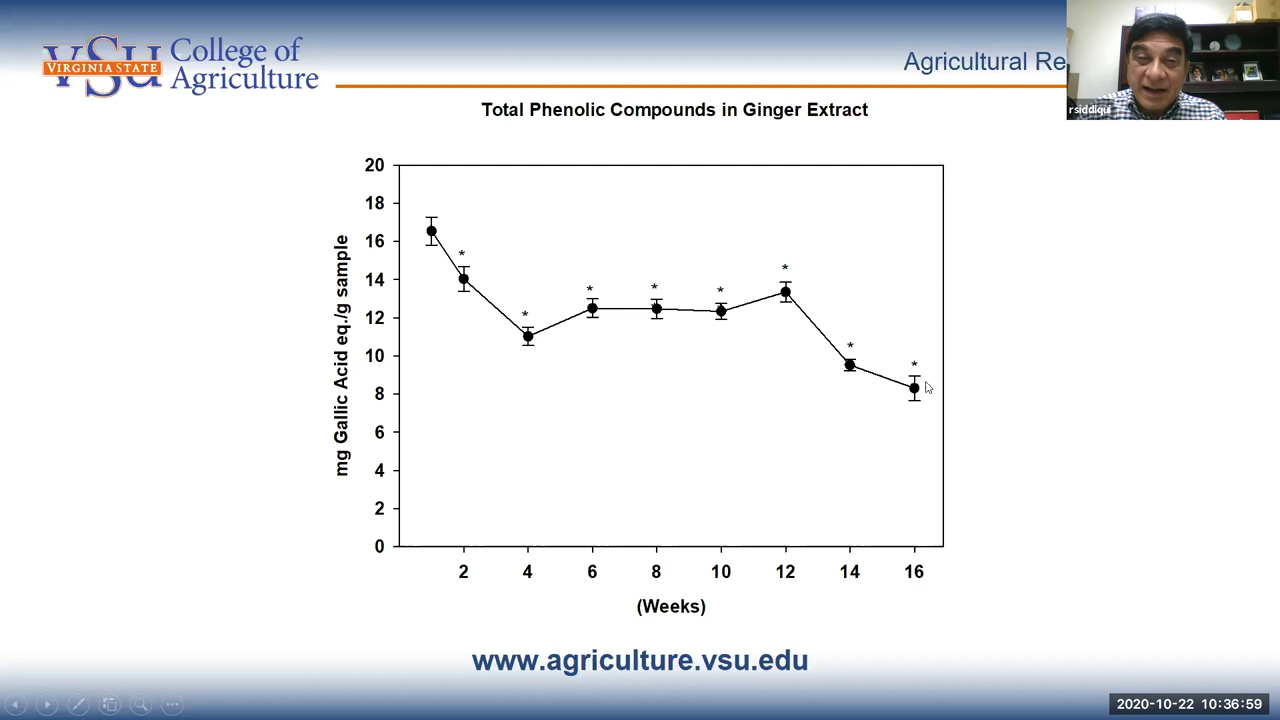 VSU
VIRGINIA STATE
College of
Agriculture
Agricultural Re
rsiddiqui
Total Phenolic Compounds in Ginger Extract
mg Gallic Acid eq./g sample
20
18
16
14
12
10
8
6
4
2
0
*
*
*
*
*
*
*
*
2 4 6 8 10 12 14 16
(Weeks)
www.agriculture.vsu.edu
2020-10-22 10:36:59